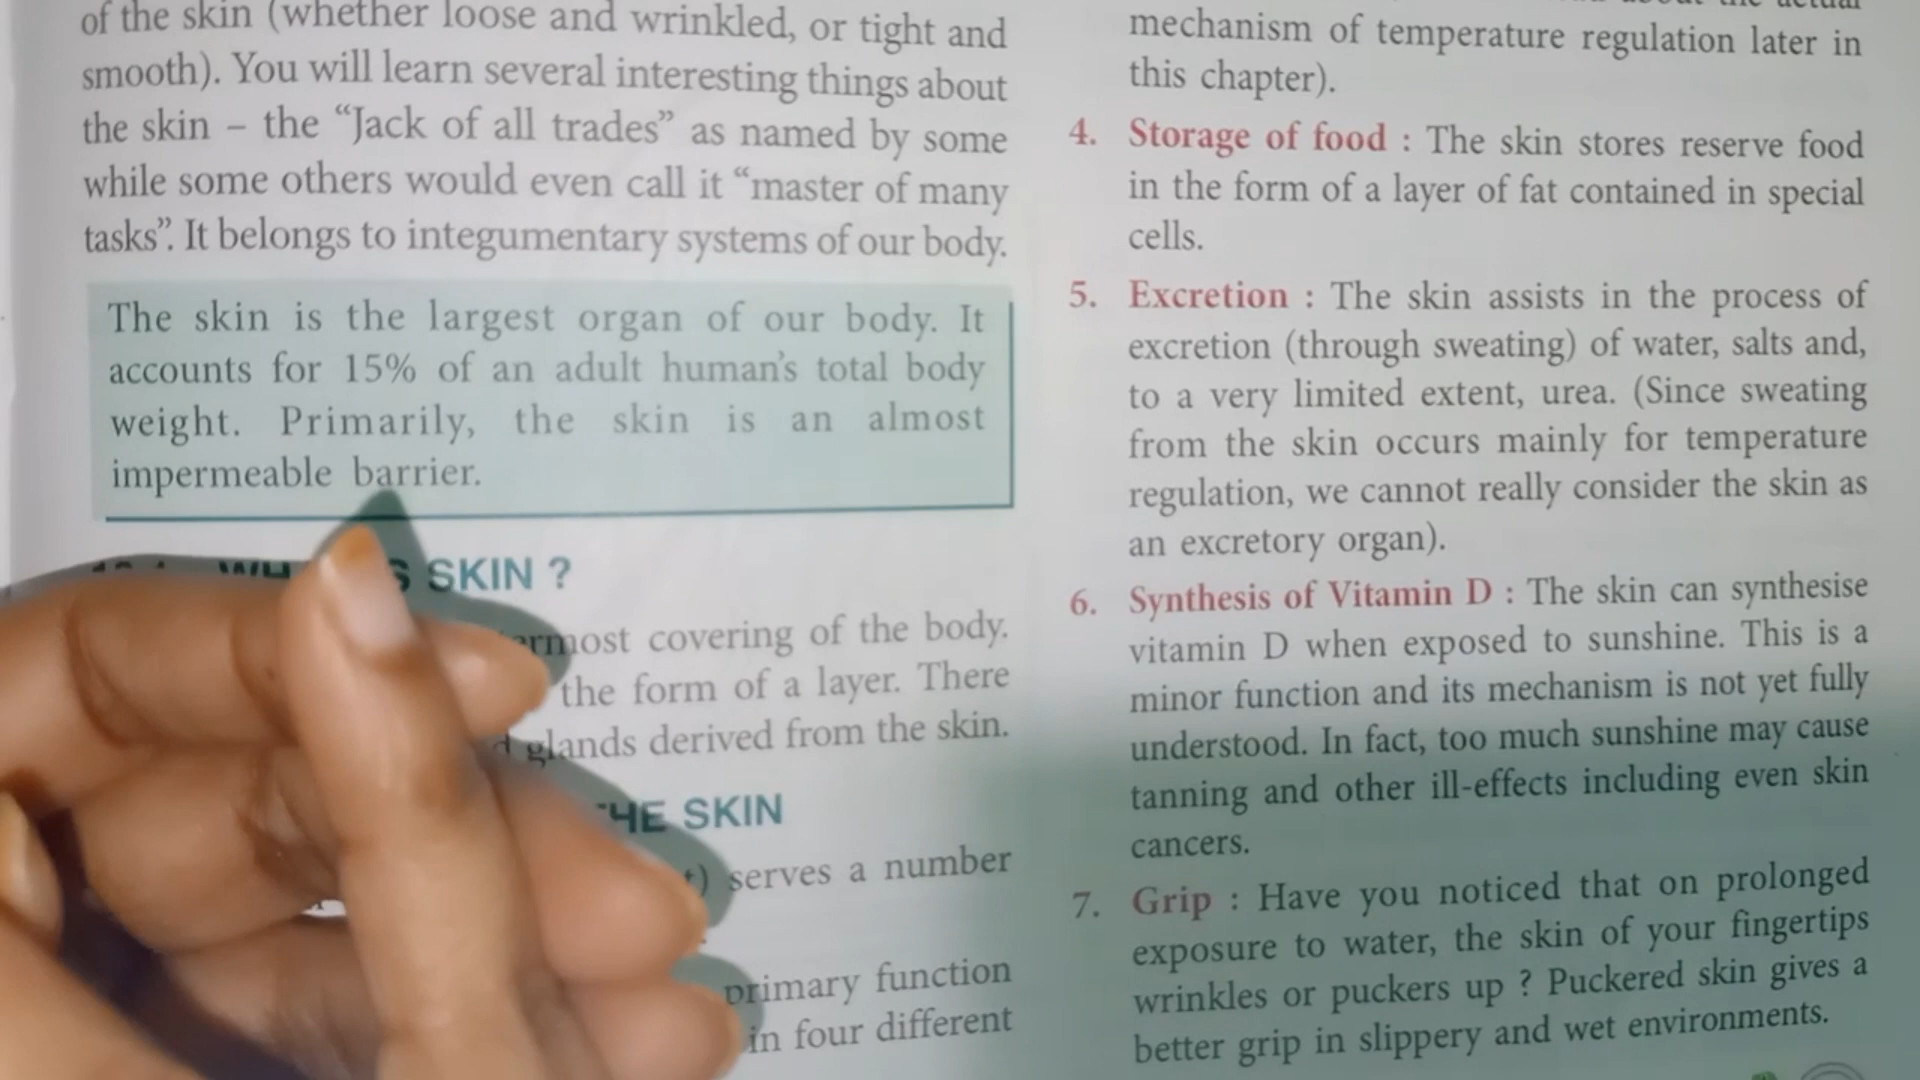 of the skin (whether loose and wrinkled, or tight and
smooth). You will learn several interesting things about
the skin – the “Jack of all trades” as named by some
while some others would even call it “master of many
tasks”. It belongs to integumentary systems of our body.
The skin is the largest organ of our body. It
accounts for 15% of an adult human's total body
weight. Primarily, the skin is an almost
impermeable barrier.
SKIN ?
covering of the body.
the form of a layer. There
glands derived from the skin.
SKIN
serves a number
primary function
in four different
mechanism of temperature regulation later in
this chapter).
4. Storage of food : The skin stores reserve food
in the form of a layer of fat contained in special
cells.
5. Excretion : The skin assists in the process of
excretion (through sweating) of water, salts and,
to a very limited extent, urea. (Since sweating
from the skin occurs mainly for temperature
regulation, we cannot really consider the skin as
an excretory organ).
6. Synthesis of Vitamin D : The skin can synthesise
vitamin D when exposed to sunshine. This is a
minor function and its mechanism is not yet fully
understood. In fact, too much sunshine may cause
tanning and other ill-effects including even skin
cancers.
7. Grip : Have you noticed that on prolonged
exposure to water, the skin of your fingertips
wrinkles or puckers up ? Puckered skin gives a
better grip in slippery and wet environments.